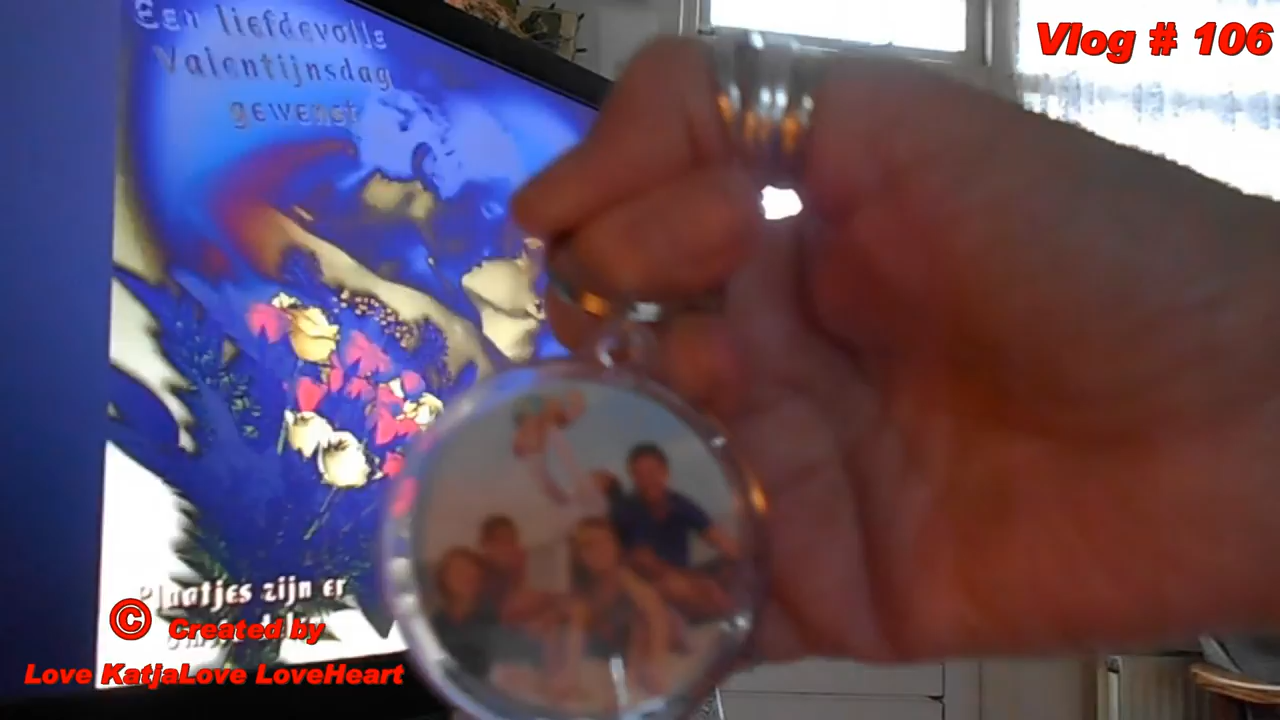 Een liefdevolle
Valentijnsdag
gewenst
Vlog # 106
Plaatjes zijn er
© Created by
Love KatjaLove LoveHeart